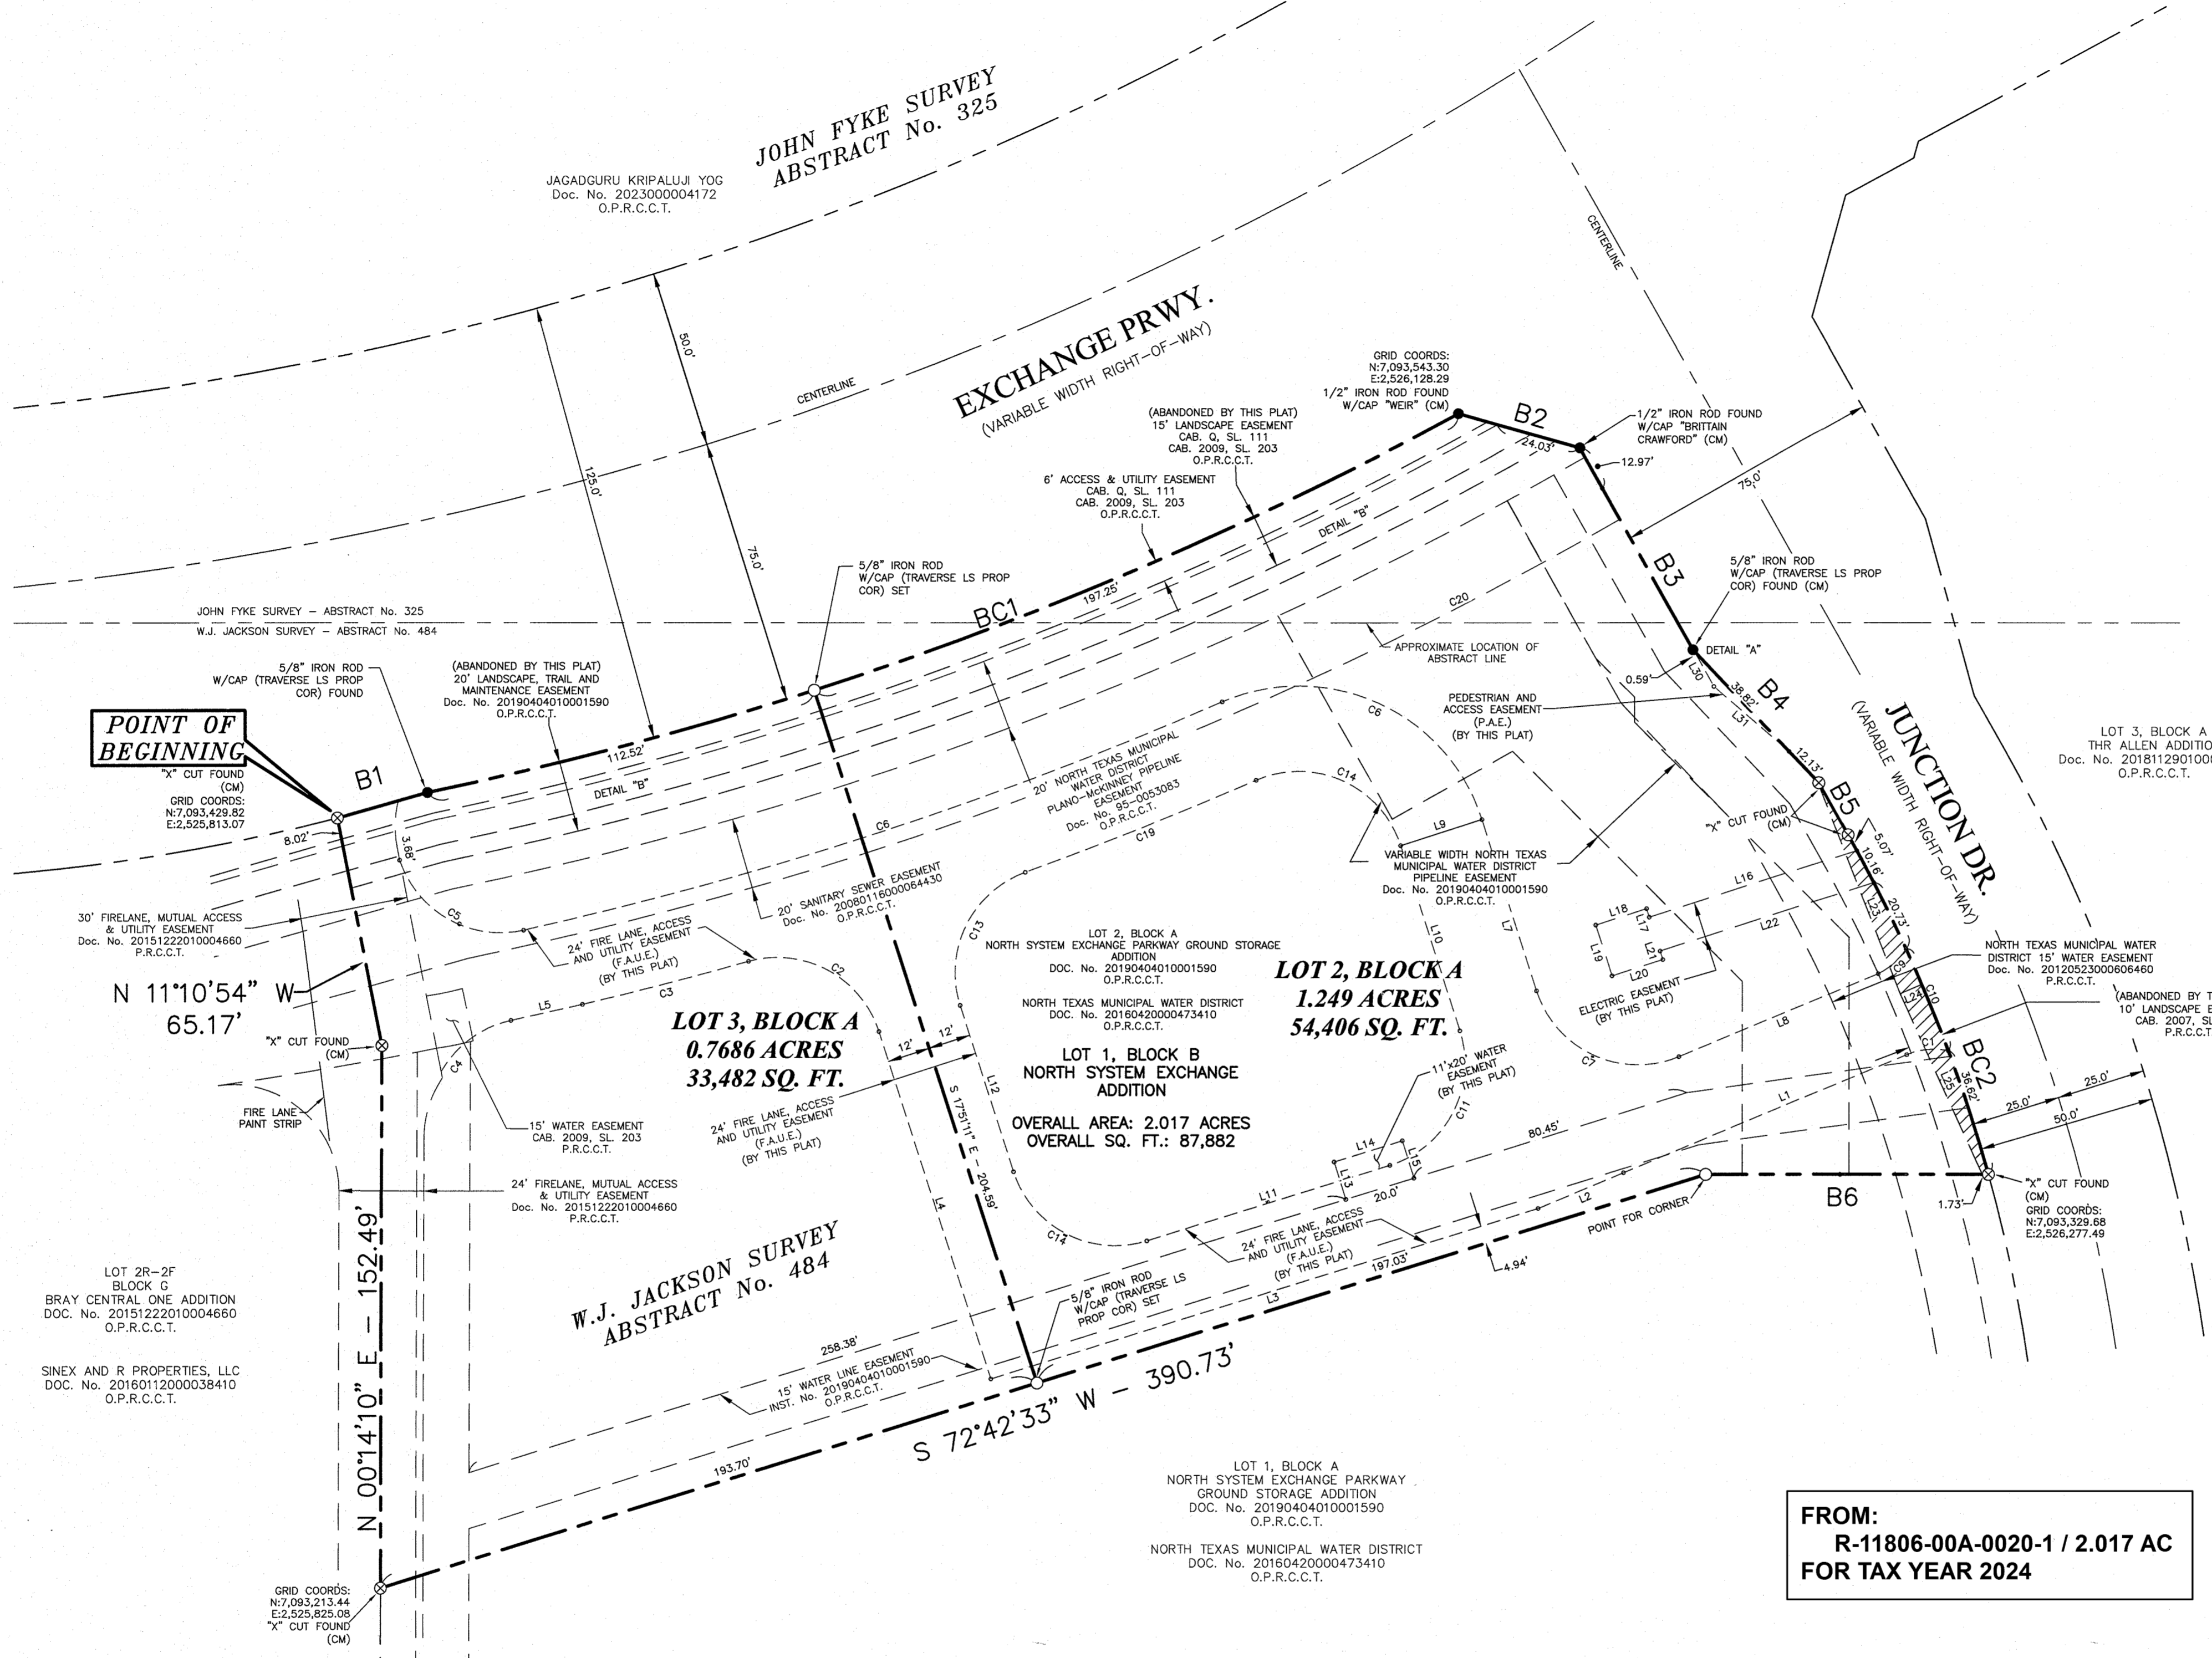 JOHN FYKE SURVEY
ABSTRACT No. 325
JAGADGURU KRIPALUJI YOG
Doc. No. 2023000004172
O.P.R.C.C.T.
CENTERLINE
50.0'
125.0'
75.0'
CENTERLINE
EXCHANGE PRWY.
(VARIABLE WIDTH RIGHT-OF-WAY)
GRID COORDS:
N:7,093,543.30
E:2,526,128.29
1/2" IRON ROD FOUND
W/CAP "WEIR" (CM)
B2
24.03'
1/2" IRON ROD FOUND
W/CAP "BRITTAIN
CRAWFORD" (CM)
12.97'
75.0'
(ABANDONED BY THIS PLAT)
15' LANDSCAPE EASEMENT
CAB. Q, SL. 111
CAB. 2009, SL. 203
O.P.R.C.C.T.
6' ACCESS & UTILITY EASEMENT
CAB. Q, SL. 111
CAB. 2009, SL. 203
O.P.R.C.C.T.
DETAIL "B"
5/8" IRON ROD
W/CAP (TRAVERSE LS PROP
COR) SET
BC1
197.25'
C20
B3
5/8" IRON ROD
W/CAP (TRAVERSE LS PROP
COR) FOUND (CM)
DETAIL "A"
JOHN FYKE SURVEY - ABSTRACT No. 325
W.J. JACKSON SURVEY - ABSTRACT No. 484
APPROXIMATE LOCATION OF
ABSTRACT LINE
5/8" IRON ROD
W/CAP (TRAVERSE LS PROP
COR) FOUND
(ABANDONED BY THIS PLAT)
20' LANDSCAPE, TRAIL AND
MAINTENANCE EASEMENT
Doc. No. 20190404010001590
O.P.R.C.C.T.
0.59'
L30
38.82'
L31
B4
PEDESTRIAN AND
ACCESS EASEMENT
(P.A.E.)
(BY THIS PLAT)
JUNCTION DR.
(VARIABLE WIDTH RIGHT-OF-WAY)
LOT 3, BLOCK A
THR ALLEN ADDITIO
Doc. No. 201811290100
O.P.R.C.C.T.
POINT OF
BEGINNING
"X" CUT FOUND
(CM)
GRID COORDS:
N:7,093,429.82
E:2,525,813.07
B1
112.52'
DETAIL "B"
C6
20' NORTH TEXAS MUNICIPAL
WATER DISTRICT
PLANO-McKINNEY PIPELINE
EASEMENT
Doc. No. 95-0053083
O.P.R.C.C.T.
C14
12.13'
B5
"X" CUT FOUND
(CM)
5.07'
10.16'
8.02'
3.68'
C6
C19
L9
VARIABLE WIDTH NORTH TEXAS
MUNICIPAL WATER DISTRICT
PIPELINE EASEMENT
Doc. No. 20190404010001590
O.P.R.C.C.T.
L16
L23
20.73'
30' FIRELANE, MUTUAL ACCESS
& UTILITY EASEMENT
Doc. No. 20151222010004660
P.R.C.C.T.
C5
20' SANITARY SEWER EASEMENT
Doc. No. 20080116000064430
O.P.R.C.C.T.
24' FIRE LANE, ACCESS
AND UTILITY EASEMENT
(F.A.U.E.)
(BY THIS PLAT)
C13
LOT 2, BLOCK A
NORTH SYSTEM EXCHANGE PARKWAY GROUND STORAGE
ADDITION
DOC. No. 20190404010001590
O.P.R.C.C.T.
L10
L7
L18
L17
L19
L21
L20
L22
ELECTRIC EASEMENT
(BY THIS PLAT)
NORTH TEXAS MUNICIPAL WATER
DISTRICT 15' WATER EASEMENT
Doc. No. 20120523000606460
P.R.C.C.T.
N 11°10'54" W
65.17'
L5
C3
C2
LOT 2, BLOCK A
1.249 ACRES
54,406 SQ. FT.
NORTH TEXAS MUNICIPAL WATER DISTRICT
DOC. No. 20160420000473410
O.P.R.C.C.T.
LOT 3, BLOCK A
0.7686 ACRES
33,482 SQ. FT.
12'
12'
L8
C9
L24
C10
(ABANDONED BY T
10' LANDSCAPE E
CAB. 2007, SL
P.R.C.C.T
"X" CUT FOUND
(CM)
LOT 1, BLOCK B
NORTH SYSTEM EXCHANGE
ADDITION
OVERALL AREA: 2.017 ACRES
OVERALL SQ. FT.: 87,882
11'x20' WATER
EASEMENT
(BY THIS PLAT)
C11
L1
L25
36.62'
BC2
25.0'
25.0'
50.0'
FIRE LANE
PAINT STRIP
15' WATER EASEMENT
CAB. 2009, SL. 203
P.R.C.C.T.
24' FIRE LANE, ACCESS
AND UTILITY EASEMENT
(F.A.U.E.)
(BY THIS PLAT)
L12
S 17°51'11" E - 204.59'
L4
80.45'
L14
L13
L15
20.0'
L11
L2
24' FIRELANE, MUTUAL ACCESS
& UTILITY EASEMENT
Doc. No. 20151222010004660
P.R.C.C.T.
B6
1.73'
"X" CUT FOUND
(CM)
GRID COORDS:
N:7,093,329.68
E:2,526,277.49
POINT FOR CORNER
C14
24' FIRE LANE, ACCESS
AND UTILITY EASEMENT
(F.A.U.E.)
(BY THIS PLAT)
4.94'
197.03'
L3
W.J. JACKSON SURVEY
ABSTRACT No. 484
5/8" IRON ROD
W/CAP (TRAVERSE LS
PROP COR) SET
LOT 2R-2F
BLOCK G
BRAY CENTRAL ONE ADDITION
DOC. No. 20151222010004660
O.P.R.C.C.T.
SINEX AND R PROPERTIES, LLC
DOC. No. 20160112000038410
O.P.R.C.C.T.
N 00°14'10" E - 152.49'
258.38'
15' WATER LINE EASEMENT
INST. No. 20190404010001590
O.P.R.C.C.T.
S 72°42'33" W - 390.73'
193.70'
LOT 1, BLOCK A
NORTH SYSTEM EXCHANGE PARKWAY
GROUND STORAGE ADDITION
DOC. No. 20190404010001590
O.P.R.C.C.T.
NORTH TEXAS MUNICIPAL WATER DISTRICT
DOC. No. 20160420000473410
O.P.R.C.C.T.
GRID COORDS:
N:7,093,213.44
E:2,525,825.08
"X" CUT FOUND
(CM)
FROM:
R-11806-00A-0020-1 / 2.017 AC
FOR TAX YEAR 2024